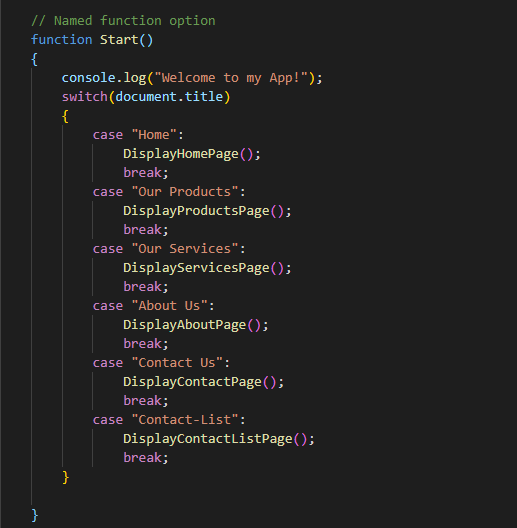 // Named function option
function Start()
{
    console.log("Welcome to my App!");
    switch(document.title)
    {
        case "Home":
            DisplayHomePage();
            break;
        case "Our Products":
            DisplayProductsPage();
            break;
        case "Our Services":
            DisplayServicesPage();
            break;
        case "About Us":
            DisplayAboutPage();
            break;
        case "Contact Us":
            DisplayContactPage();
            break;
        case "Contact-List":
            DisplayContactListPage();
            break;
    }
}